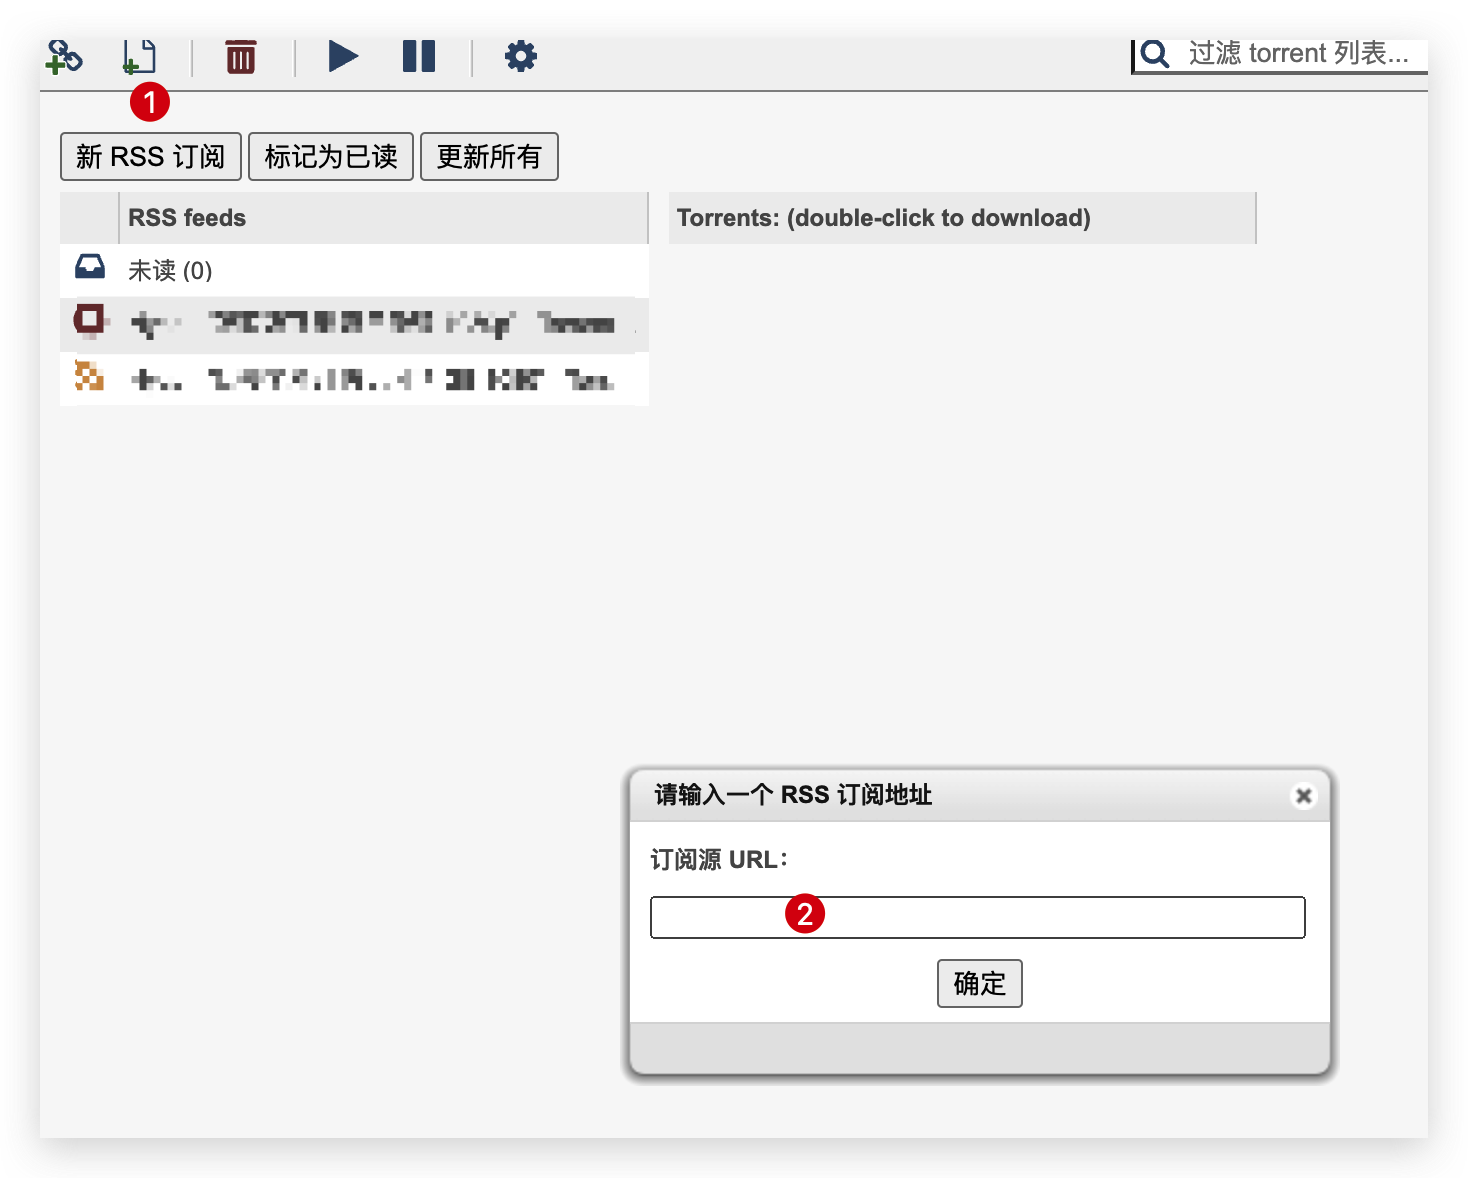 过滤 torrent 列表...
1
新 RSS 订阅 标记为已读 更新所有
RSS feeds Torrents: (double-click to download)
未读 (0)
请输入一个 RSS 订阅地址
订阅源 URL：
2
确定